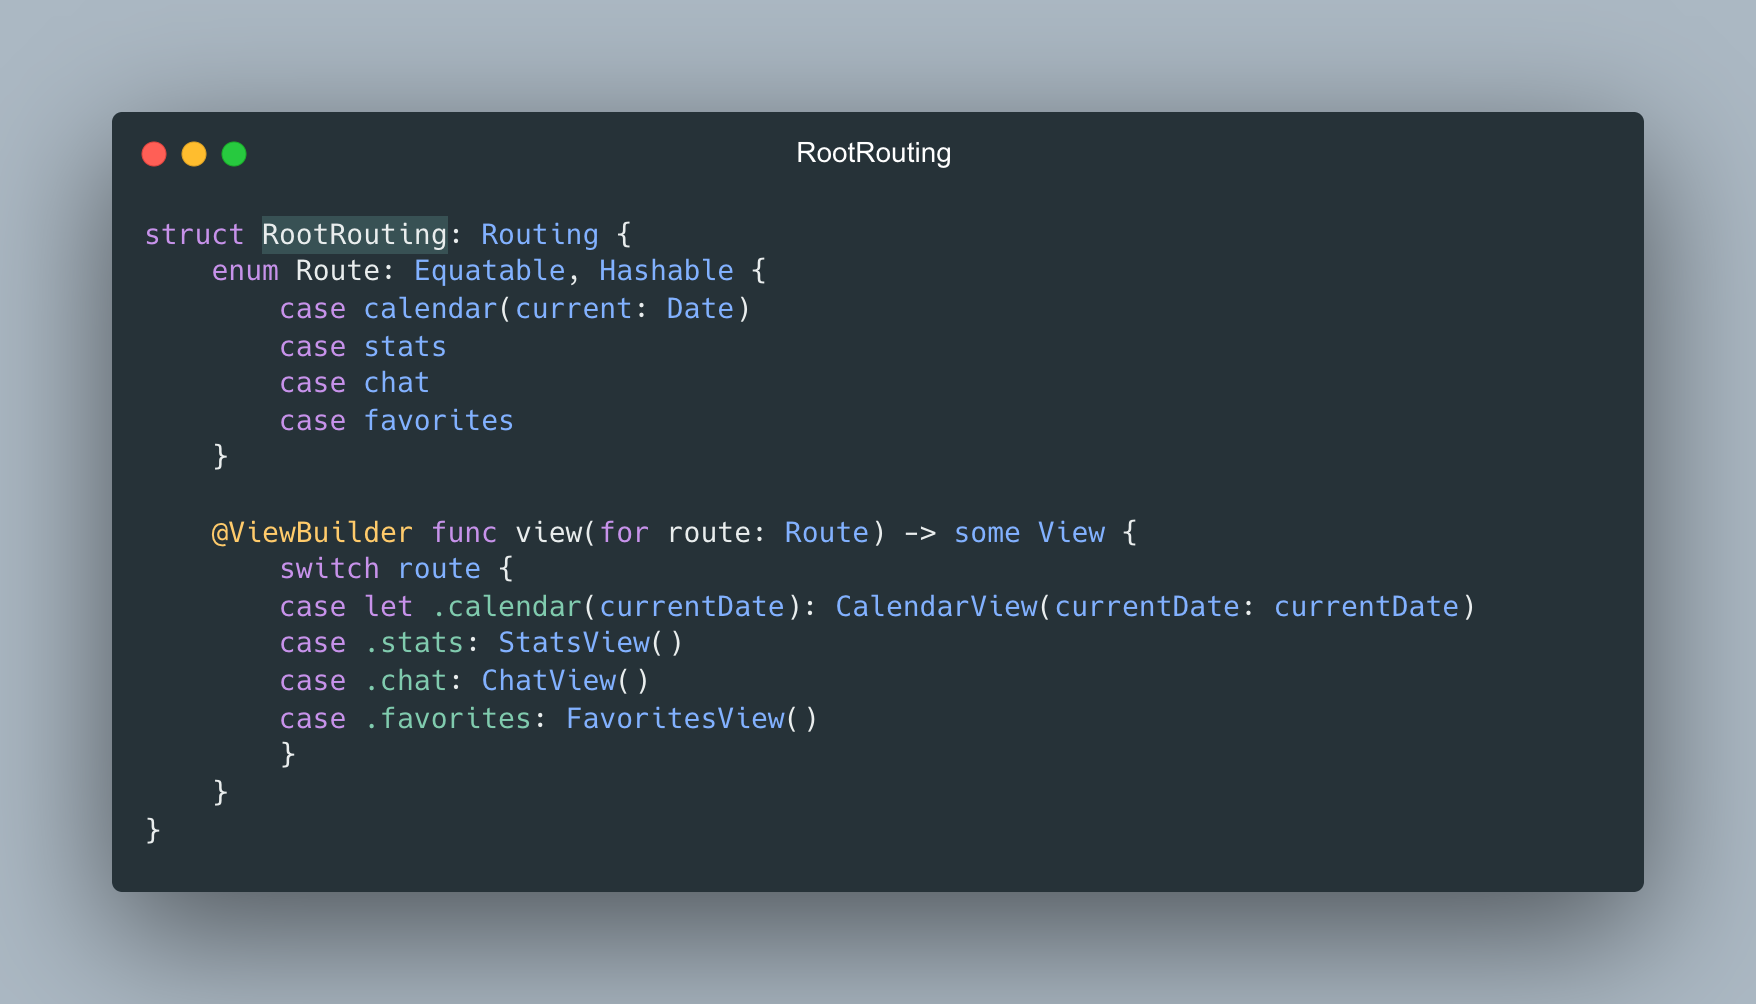 RootRouting
struct RootRouting: Routing {
    enum Route: Equatable, Hashable {
        case calendar(current: Date)
        case stats
        case chat
        case favorites
    }

    @ViewBuilder func view(for route: Route) -> some View {
        switch route {
        case let .calendar(currentDate): CalendarView(currentDate: currentDate)
        case .stats: StatsView()
        case .chat: ChatView()
        case .favorites: FavoritesView()
        }
    }
}